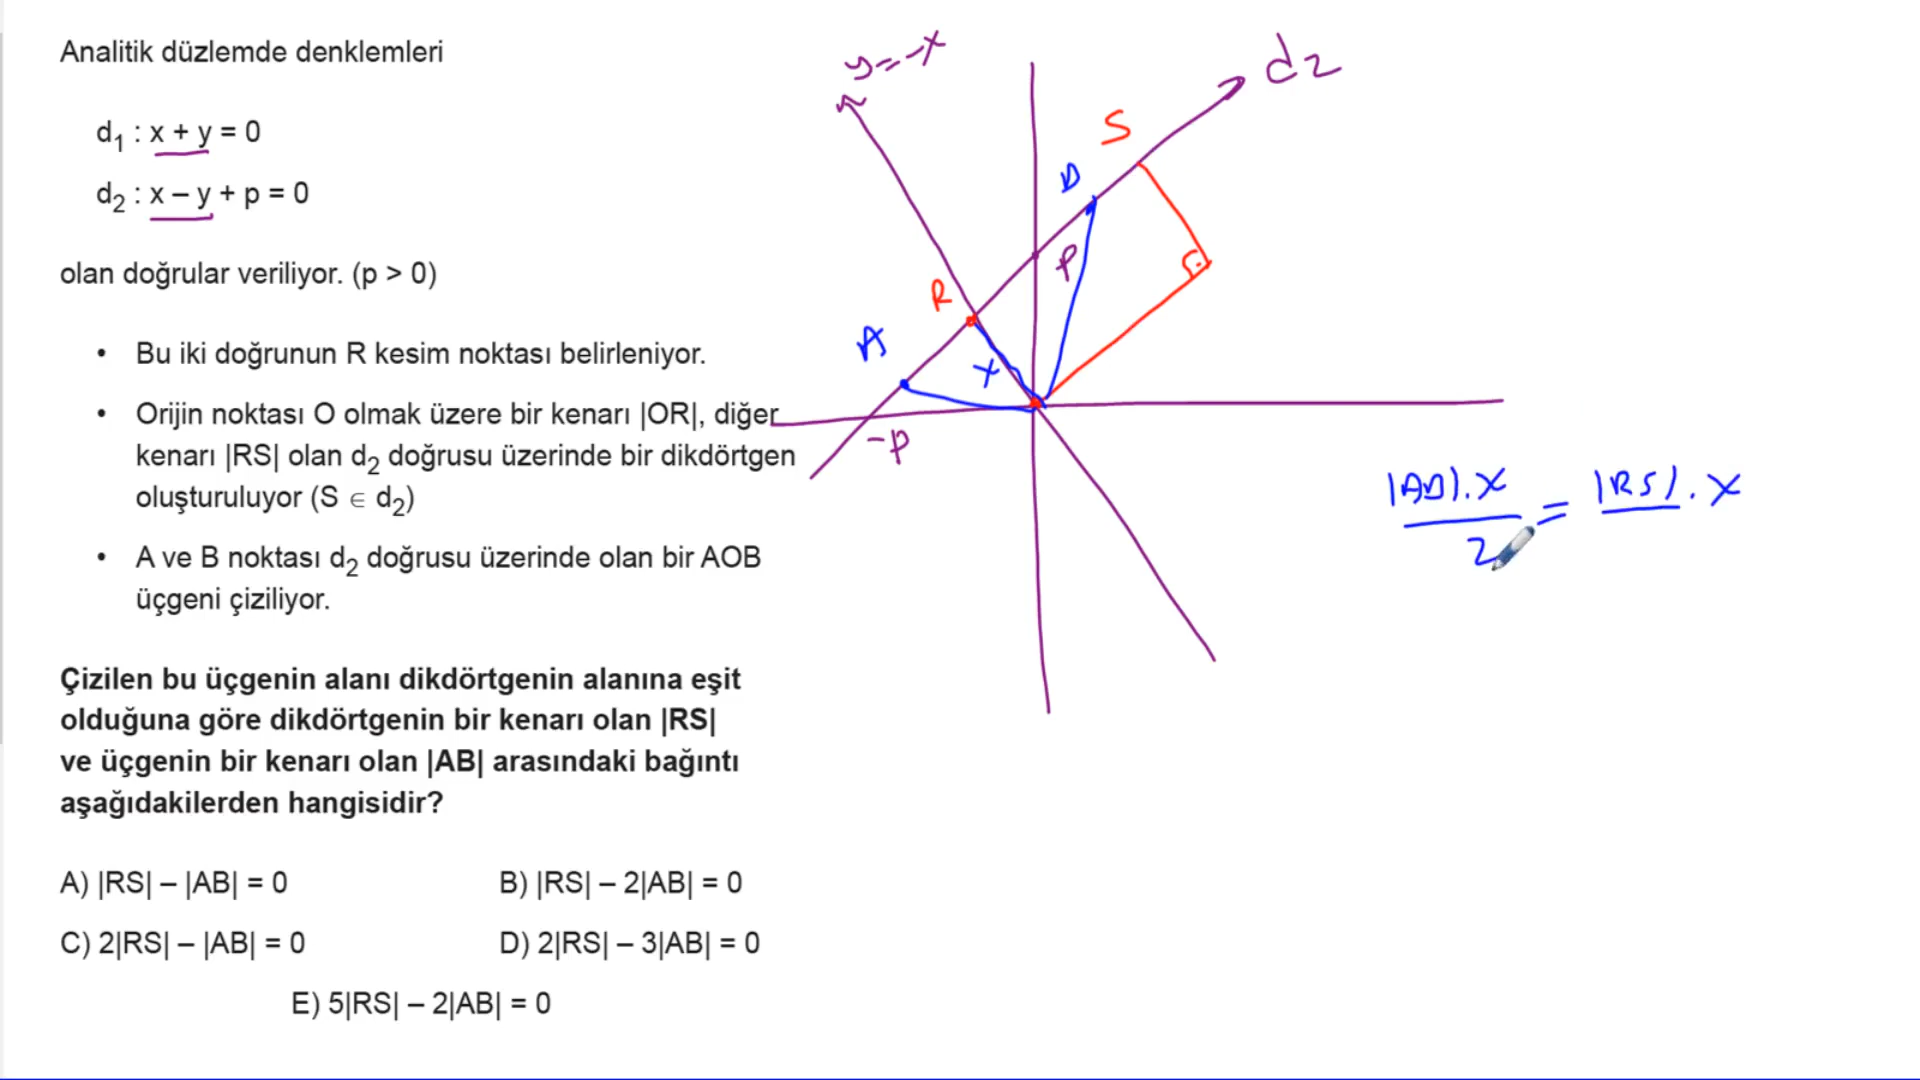 Analitik düzlemde denklemleri
d₁ : x + y = 0
d₂ : x – y + p = 0
olan doğrular veriliyor. (p > 0)
• Bu iki doğrunun R kesim noktası belirleniyor.
• Orijin noktası O olmak üzere bir kenarı |OR|, diğer
kenarı |RS| olan d₂ doğrusu üzerinde bir dikdörtgen
oluşturuluyor (S ∈ d₂)
• A ve B noktası d₂ doğrusu üzerinde olan bir AOB
üçgeni çiziliyor.
Çizilen bu üçgenin alanı dikdörtgenin alanına eşit
olduğuna göre dikdörtgenin bir kenarı olan |RS|
ve üçgenin bir kenarı olan |AB| arasındaki bağıntı
aşağıdakilerden hangisidir?
A) |RS| – |AB| = 0
B) |RS| – 2|AB| = 0
C) 2|RS| – |AB| = 0
D) 2|RS| – 3|AB| = 0
E) 5|RS| – 2|AB| = 0
y=-x
d2
S
B
P
R
A
x
-P
|AB|.x
2
= |RS|.x